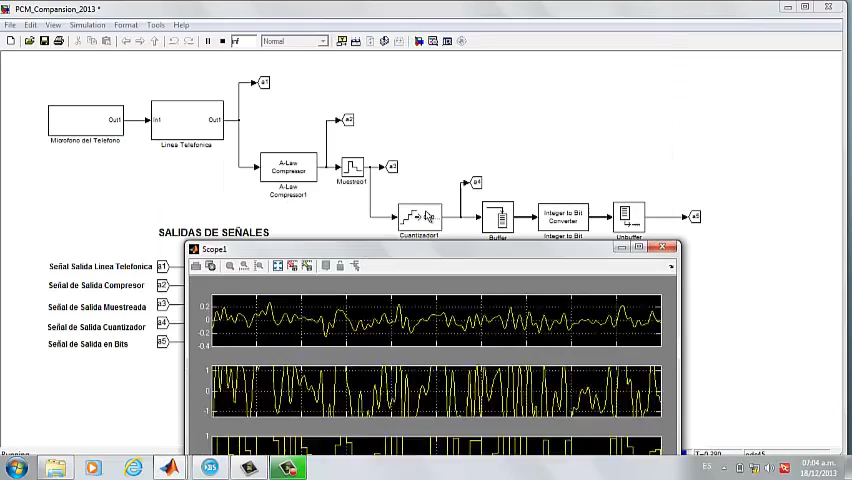 PCM_Compansion_2013 *
File Edit View Simulation Format Tools Help
inf Normal
a1
Out1 In1 Out1
Microfono del Telefono Linea Telefonica
a2
A-Law Compressor
A-Law Compressor1
a3
Muestreo1
a4
Cuantizador1
Buffer
Integer to Bit Converter
Integer to Bit
Unbuffer
a5
SALIDAS DE SEÑALES
Señal Salida Linea Telefonica a1
Señal de Salida Compresor a2
Señal de Salida Muestreada a3
Señal de Salida Cuantizador a4
Señal de Salida en Bits a5
Scope1
0.2
0
-0.2
-0.4
1
0
-1
1
Running
T=0.290 ode45
ES
07:04 a.m.
18/12/2013